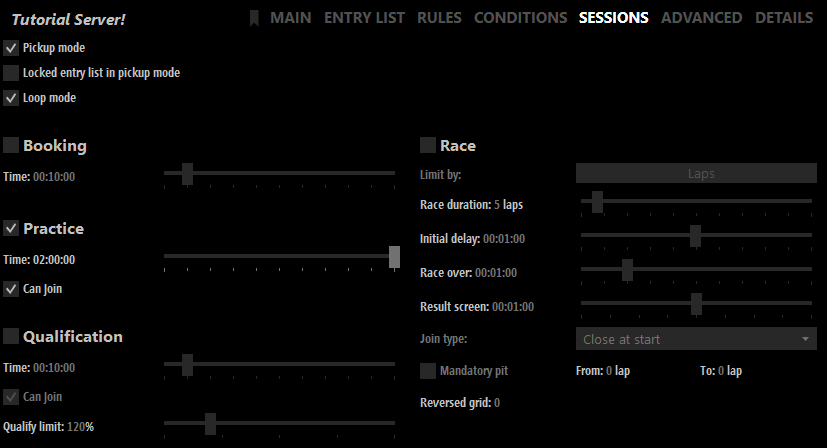 Tutorial Server!
MAIN ENTRY LIST RULES CONDITIONS SESSIONS ADVANCED DETAILS
Pickup mode
Locked entry list in pickup mode
Loop mode
Booking
Time: 00:10:00
Practice
Time: 02:00:00
Can Join
Qualification
Time: 00:10:00
Can Join
Qualify limit: 120%
Race
Limit by: Laps
Race duration: 5 laps
Initial delay: 00:01:00
Race over: 00:01:00
Result screen: 00:01:00
Join type: Close at start
Mandatory pit From: 0 lap To: 0 lap
Reversed grid: 0